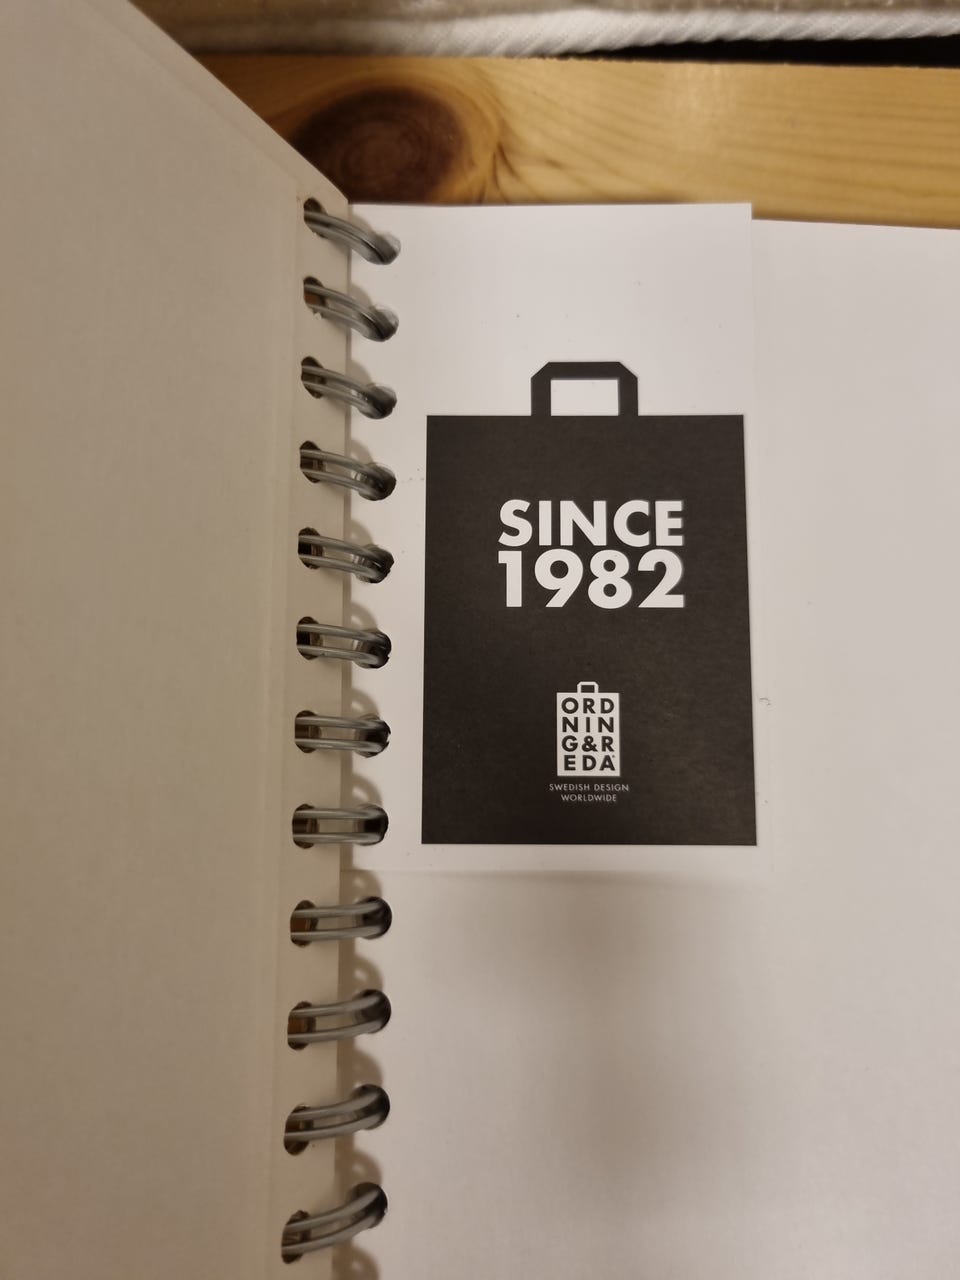 SINCE
1982
ORD
NIN
G&R
EDA®
SWEDISH DESIGN
WORLDWIDE